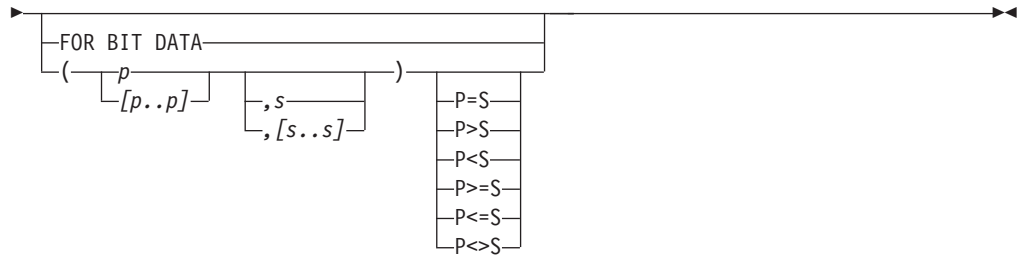 FOR BIT DATA
( p )
[p..p] ,s P=S
,[s..s] P>S
P<S
P>=S
P<=S
P<>S